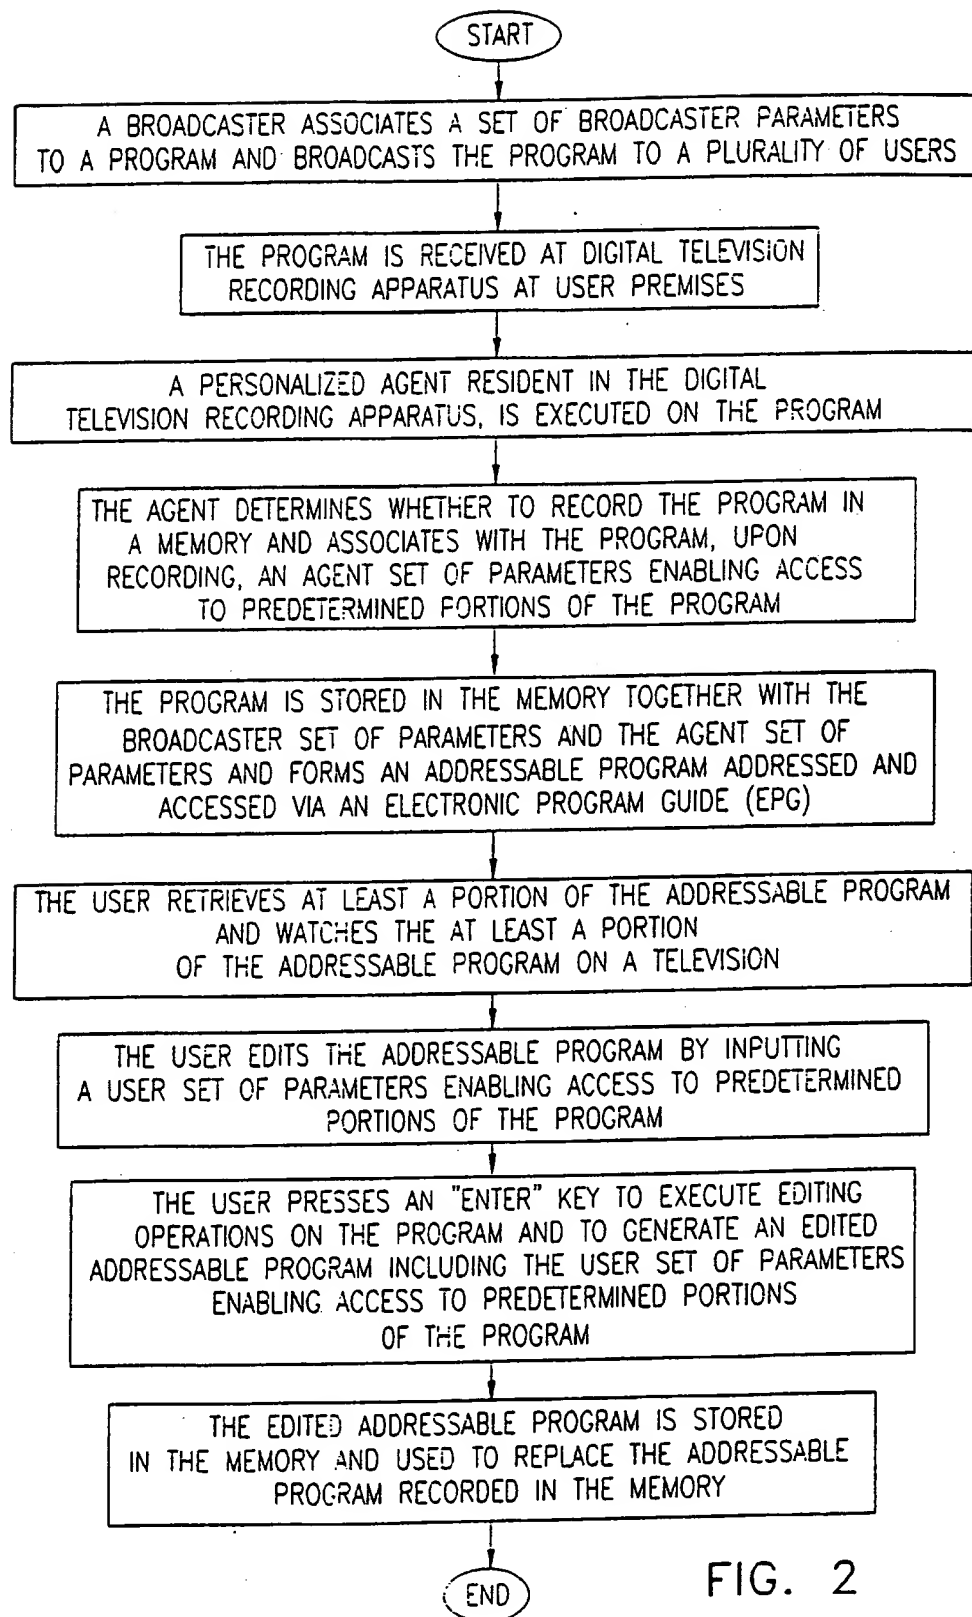 START
A BROADCASTER ASSOCIATES A SET OF BROADCASTER PARAMETERS
TO A PROGRAM AND BROADCASTS THE PROGRAM TO A PLURALITY OF USERS
THE PROGRAM IS RECEIVED AT DIGITAL TELEVISION
RECORDING APPARATUS AT USER PREMISES
A PERSONALIZED AGENT RESIDENT IN THE DIGITAL
TELEVISION RECORDING APPARATUS, IS EXECUTED ON THE PROGRAM
THE AGENT DETERMINES WHETHER TO RECORD THE PROGRAM IN
A MEMORY AND ASSOCIATES WITH THE PROGRAM, UPON
RECORDING, AN AGENT SET OF PARAMETERS ENABLING ACCESS
TO PREDETERMINED PORTIONS OF THE PROGRAM
THE PROGRAM IS STORED IN THE MEMORY TOGETHER WITH THE
BROADCASTER SET OF PARAMETERS AND THE AGENT SET OF
PARAMETERS AND FORMS AN ADDRESSABLE PROGRAM ADDRESSED AND
ACCESSED VIA AN ELECTRONIC PROGRAM GUIDE (EPG)
THE USER RETRIEVES AT LEAST A PORTION OF THE ADDRESSABLE PROGRAM
AND WATCHES THE AT LEAST A PORTION
OF THE ADDRESSABLE PROGRAM ON A TELEVISION
THE USER EDITS THE ADDRESSABLE PROGRAM BY INPUTTING
A USER SET OF PARAMETERS ENABLING ACCESS TO PREDETERMINED
PORTIONS OF THE PROGRAM
THE USER PRESSES AN "ENTER" KEY TO EXECUTE EDITING
OPERATIONS ON THE PROGRAM AND TO GENERATE AN EDITED
ADDRESSABLE PROGRAM INCLUDING THE USER SET OF PARAMETERS
ENABLING ACCESS TO PREDETERMINED PORTIONS
OF THE PROGRAM
THE EDITED ADDRESSABLE PROGRAM IS STORED
IN THE MEMORY AND USED TO REPLACE THE ADDRESSABLE
PROGRAM RECORDED IN THE MEMORY
END
FIG. 2